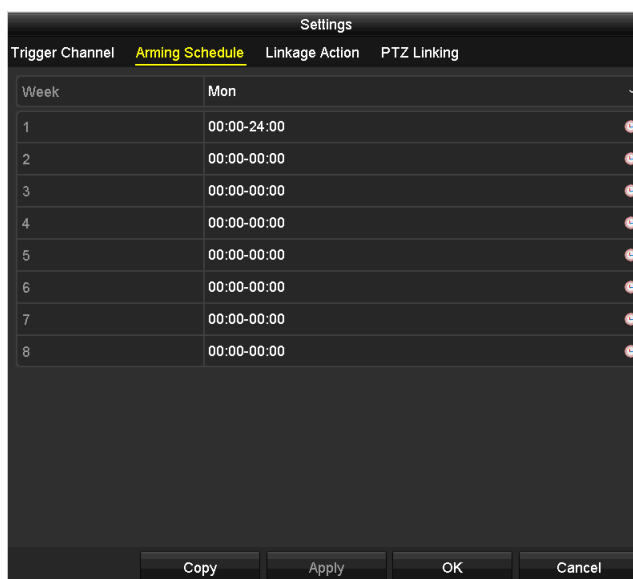 Settings
Trigger Channel Arming Schedule Linkage Action PTZ Linking
Week Mon
1 00:00-24:00
2 00:00-00:00
3 00:00-00:00
4 00:00-00:00
5 00:00-00:00
6 00:00-00:00
7 00:00-00:00
8 00:00-00:00
Copy Apply OK Cancel